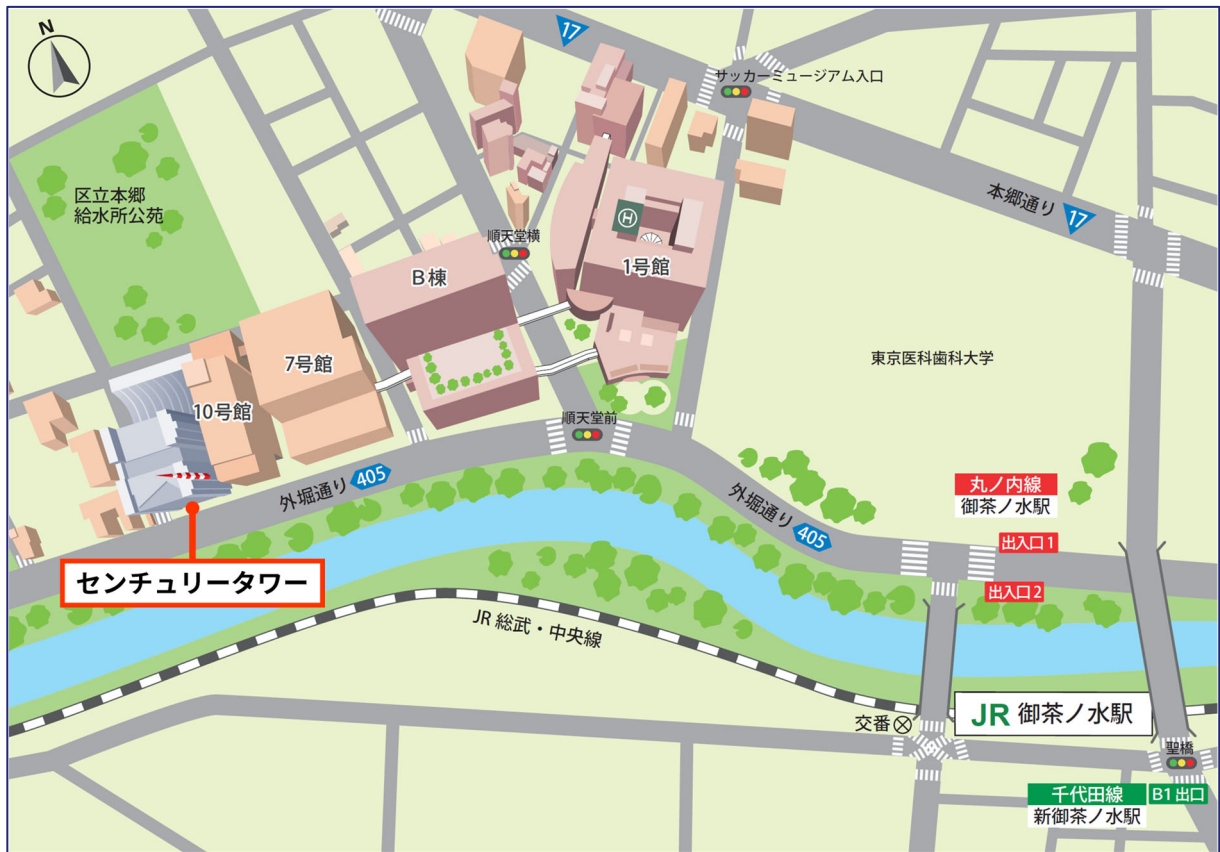 N
17
サッカーミュージアム入口
区立本郷
給水所公苑
本郷通り 17
順天堂横
B棟
H
1号館
7号館
東京医科歯科大学
10号館
順天堂前
外堀通り 405
外堀通り 405
丸ノ内線
御茶ノ水駅
出入口1
出入口2
センチュリータワー
JR 総武・中央線
JR 御茶ノ水駅
交番
聖橋
千代田線 B1 出口
新御茶ノ水駅